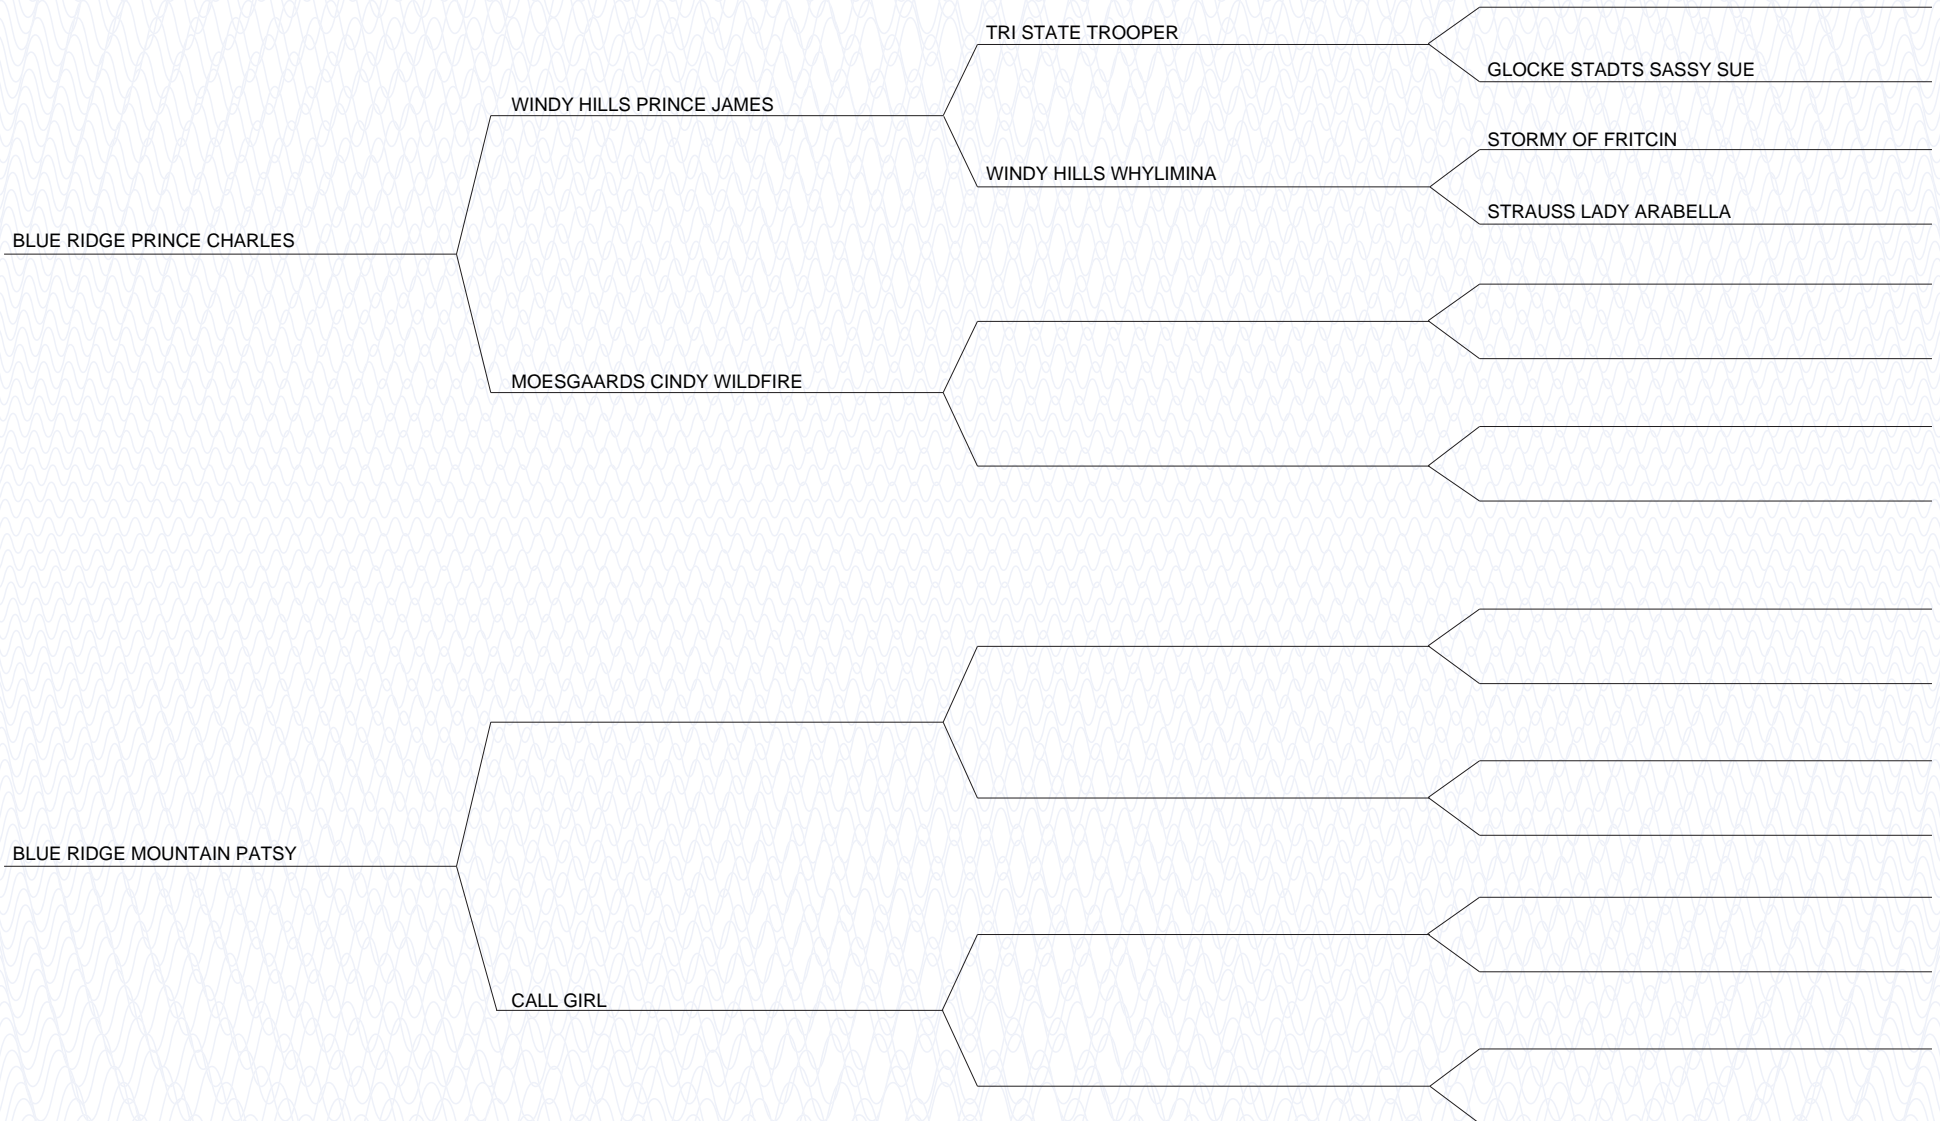 TRI STATE TROOPER
GLOCKE STADTS SASSY SUE
WINDY HILLS PRINCE JAMES
STORMY OF FRITCIN
WINDY HILLS WHYLIMINA
STRAUSS LADY ARABELLA
BLUE RIDGE PRINCE CHARLES
MOESGAARDS CINDY WILDFIRE
BLUE RIDGE MOUNTAIN PATSY
CALL GIRL